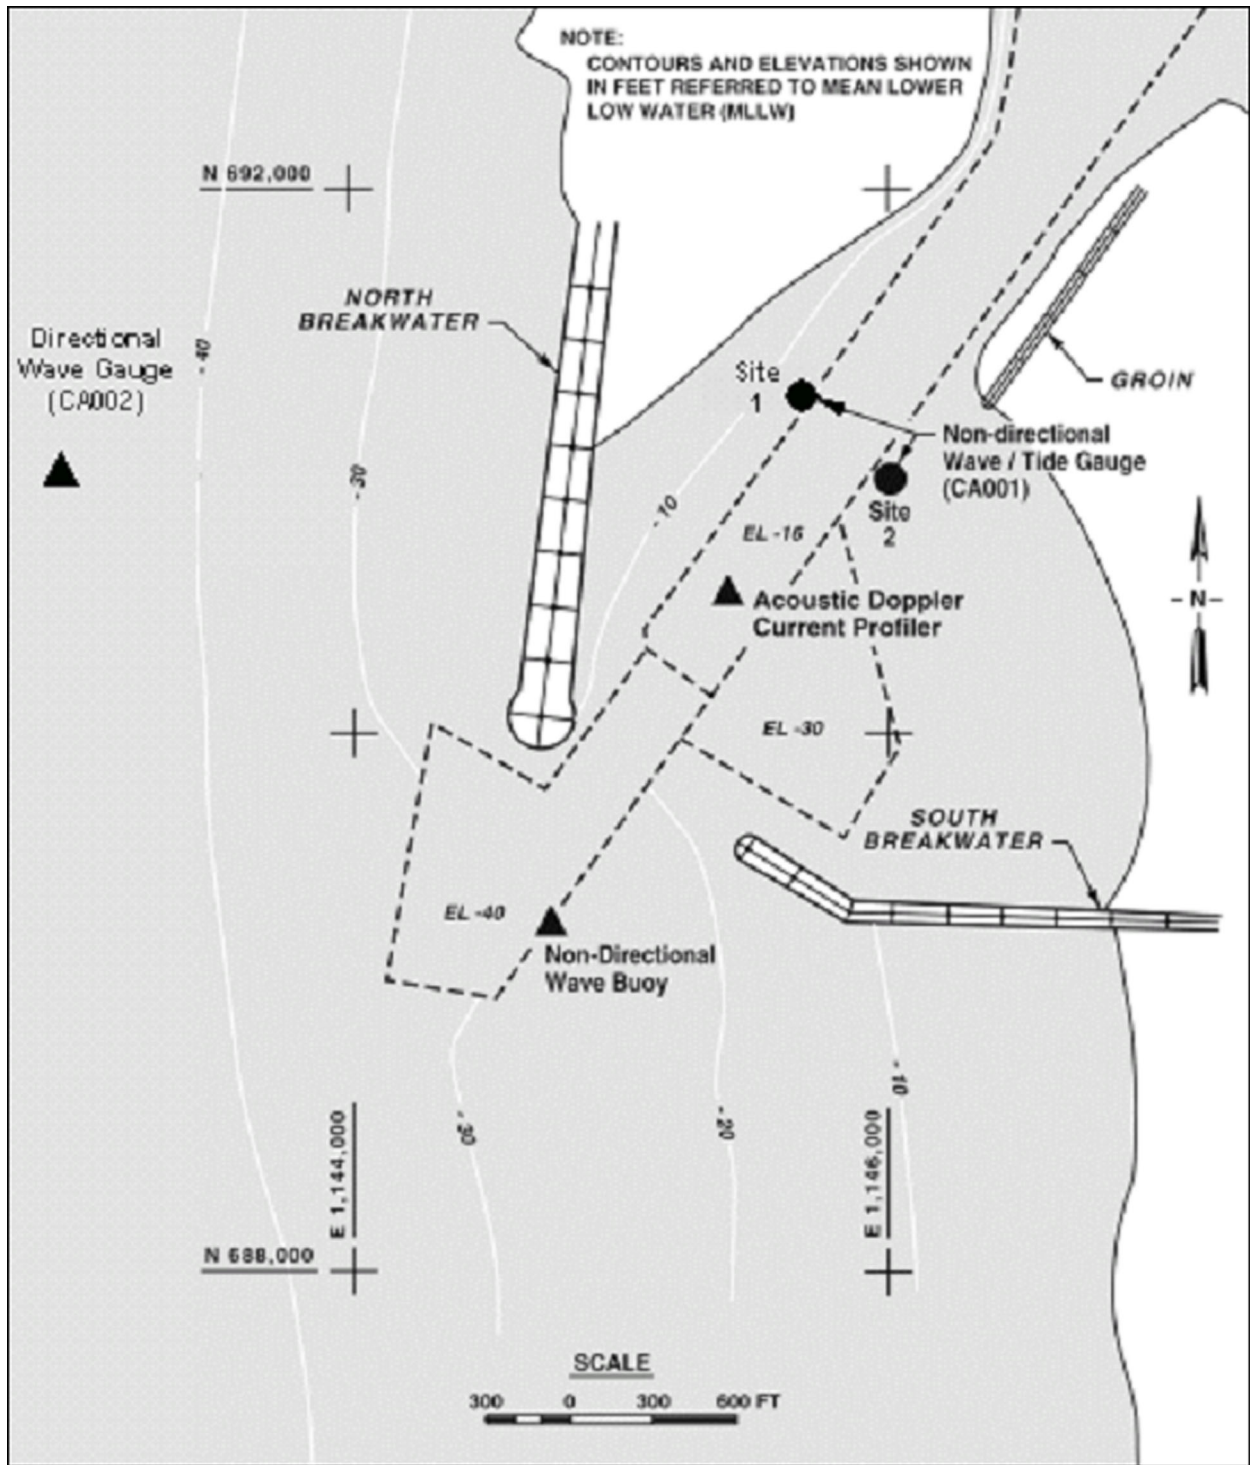 NOTE:
CONTOURS AND ELEVATIONS SHOWN
IN FEET REFERRED TO MEAN LOWER
LOW WATER (MLLW)
N 692,000
NORTH
BREAKWATER
Directional
Wave Gauge
(CA002)
-40
-30
-10
Site
1
GROIN
Non-directional
Wave / Tide Gauge
(CA001)
Site
2
EL -16
Acoustic Doppler
Current Profiler
-N-
EL -30
SOUTH
BREAKWATER
EL -40
Non-Directional
Wave Buoy
-30
-20
-10
E 1,144,000
E 1,146,000
N 688,000
SCALE
300 0 300 600 FT